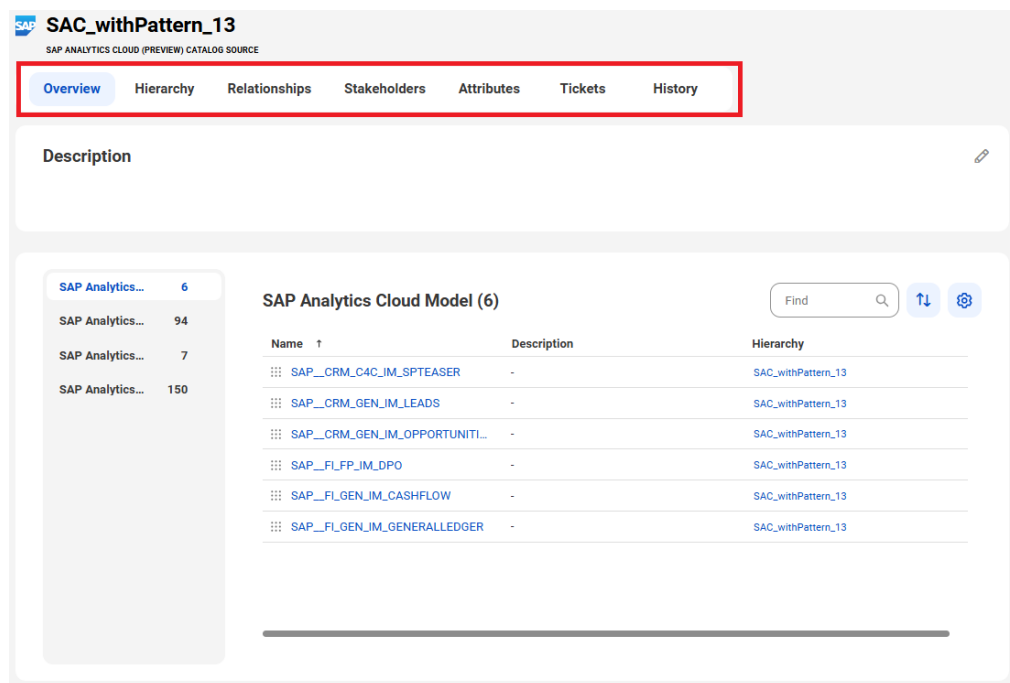 SAP SAC_withPattern_13
SAP ANALYTICS CLOUD (PREVIEW) CATALOG SOURCE
Overview Hierarchy Relationships Stakeholders Attributes Tickets History
Description
SAP Analytics... 6
SAP Analytics... 94
SAP Analytics... 7
SAP Analytics... 150
SAP Analytics Cloud Model (6) Find
Name ↑ Description Hierarchy
SAP__CRM_C4C_IM_SPTEASER - SAC_withPattern_13
SAP__CRM_GEN_IM_LEADS - SAC_withPattern_13
SAP__CRM_GEN_IM_OPPORTUNITI... - SAC_withPattern_13
SAP__FI_FP_IM_DPO - SAC_withPattern_13
SAP__FI_GEN_IM_CASHFLOW - SAC_withPattern_13
SAP__FI_GEN_IM_GENERALLEDGER - SAC_withPattern_13